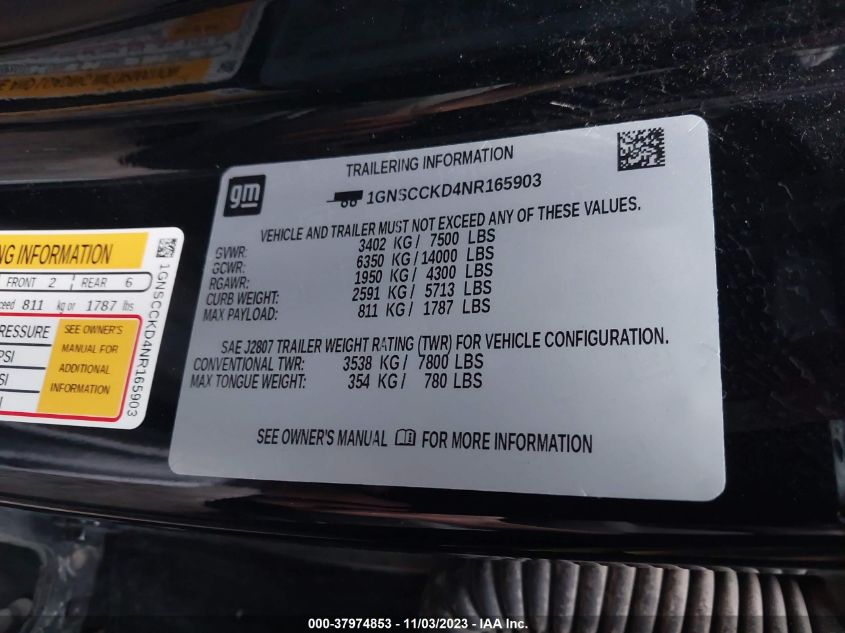 TRAILERING INFORMATION
gm
1GNSCCKD4NR165903
VEHICLE AND TRAILER MUST NOT EXCEED ANY OF THESE VALUES.
GVWR: 3402 KG / 7500 LBS
GCWR: 6350 KG / 14000 LBS
RGAWR: 1950 KG / 4300 LBS
CURB WEIGHT: 2591 KG / 5713 LBS
MAX PAYLOAD: 811 KG / 1787 LBS
SAE J2807 TRAILER WEIGHT RATING (TWR) FOR VEHICLE CONFIGURATION.
CONVENTIONAL TWR: 3538 KG / 7800 LBS
MAX TONGUE WEIGHT: 354 KG / 780 LBS
SEE OWNER'S MANUAL FOR MORE INFORMATION
INFORMATION
FRONT 2 REAR 6
811 kg or 1787 lbs
SEE OWNER'S
MANUAL FOR
ADDITIONAL
INFORMATION
1GNSCCKD4NR165903
000-37974853 — 11/03/2023 — IAA Inc.